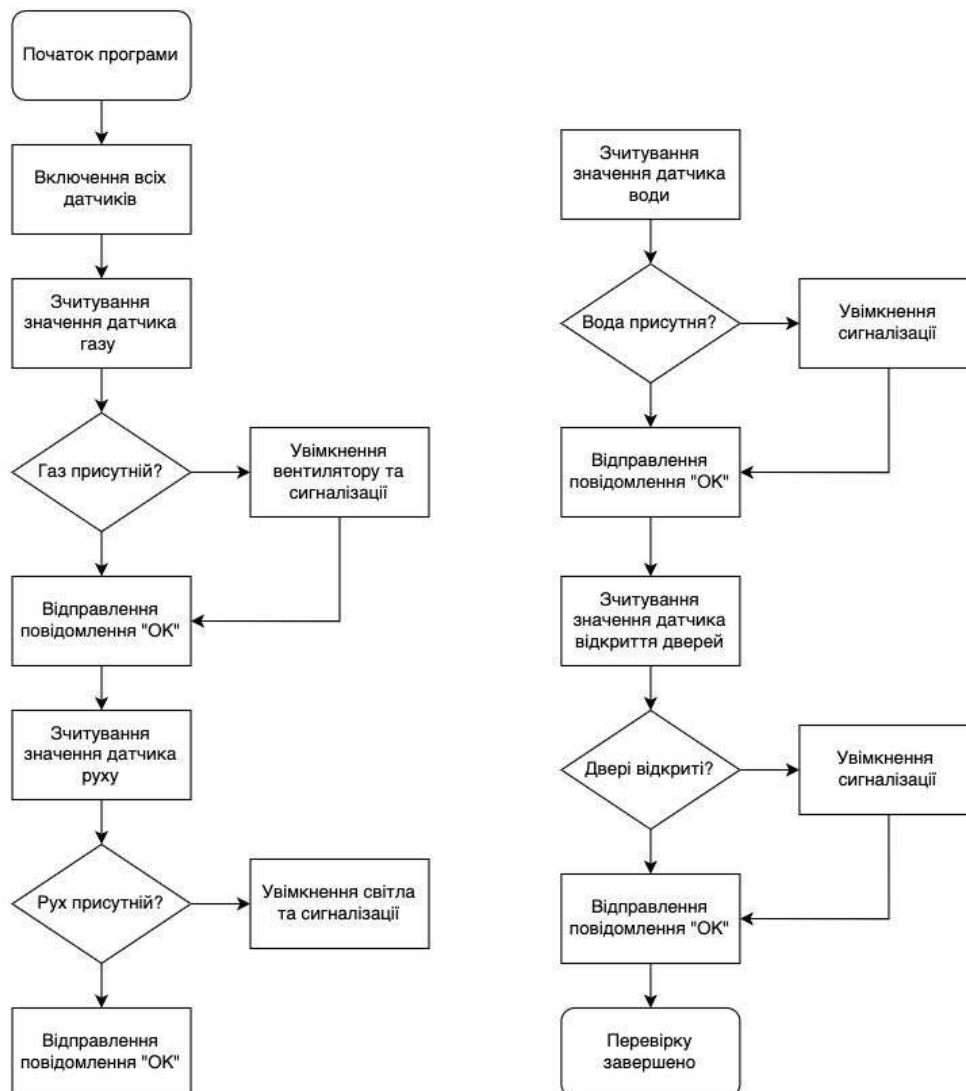 Початок програми
Включення всіх
датчиків
Зчитування
значення датчика
газу
Газ присутній?
Увімкнення
вентилятору та
сигналізації
Відправлення
повідомлення "ОК"
Зчитування
значення датчика
руху
Рух присутній?
Увімкнення світла
та сигналізації
Відправлення
повідомлення "ОК"
Зчитування
значення датчика
води
Вода присутня?
Увімкнення
сигналізації
Відправлення
повідомлення "ОК"
Зчитування
значення датчика
відкриття дверей
Двері відкриті?
Увімкнення
сигналізації
Відправлення
повідомлення "ОК"
Перевірку
завершено